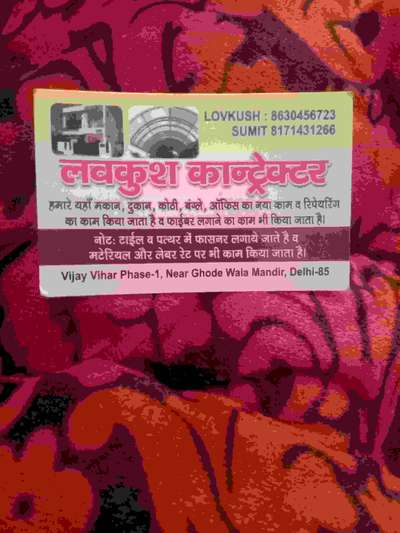 LOVKUSH : 8630456723
SUMIT 8171431266
लवकुश कान्ट्रेक्टर
हमारे यहाँ मकान, दुकान, कोठी, बंग्ले, ऑफिस का नया काम व रिपेयरिंग
का काम किया जाता है व फाईबर लगाने का काम भी किया जाता है।
नोट: टाईल व पत्थर में फासनर लगाये जाते है व
मटेरियल और लेबर रेट पर भी काम किया जाता है।
Vijay Vihar Phase-1, Near Ghode Wala Mandir, Delhi-85